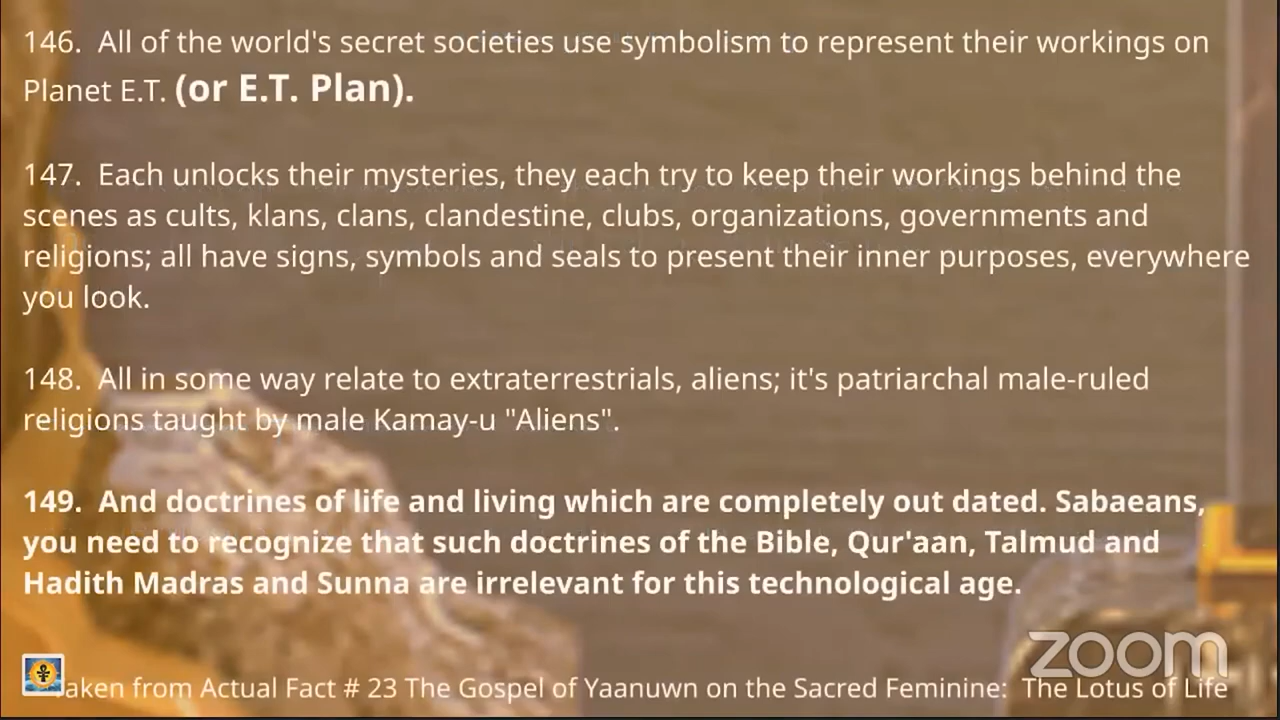 146. All of the world's secret societies use symbolism to represent their workings on
Planet E.T. (or E.T. Plan).
147. Each unlocks their mysteries, they each try to keep their workings behind the
scenes as cults, klans, clans, clandestine, clubs, organizations, governments and
religions; all have signs, symbols and seals to present their inner purposes, everywhere
you look.
148. All in some way relate to extraterrestrials, aliens; it's patriarchal male-ruled
religions taught by male Kamay-u "Aliens".
149. And doctrines of life and living which are completely out dated. Sabaeans,
you need to recognize that such doctrines of the Bible, Qur'aan, Talmud and
Hadith Madras and Sunna are irrelevant for this technological age.
zoom
aken from Actual Fact # 23 The Gospel of Yaanuwn on the Sacred Feminine: The Lotus of Life